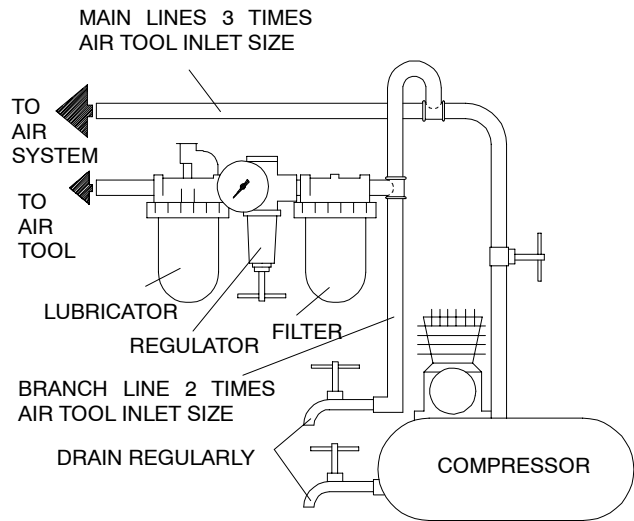 MAIN LINES 3 TIMES
AIR TOOL INLET SIZE
TO
AIR
SYSTEM
TO
AIR
TOOL
LUBRICATOR
REGULATOR
FILTER
BRANCH LINE 2 TIMES
AIR TOOL INLET SIZE
DRAIN REGULARLY
COMPRESSOR